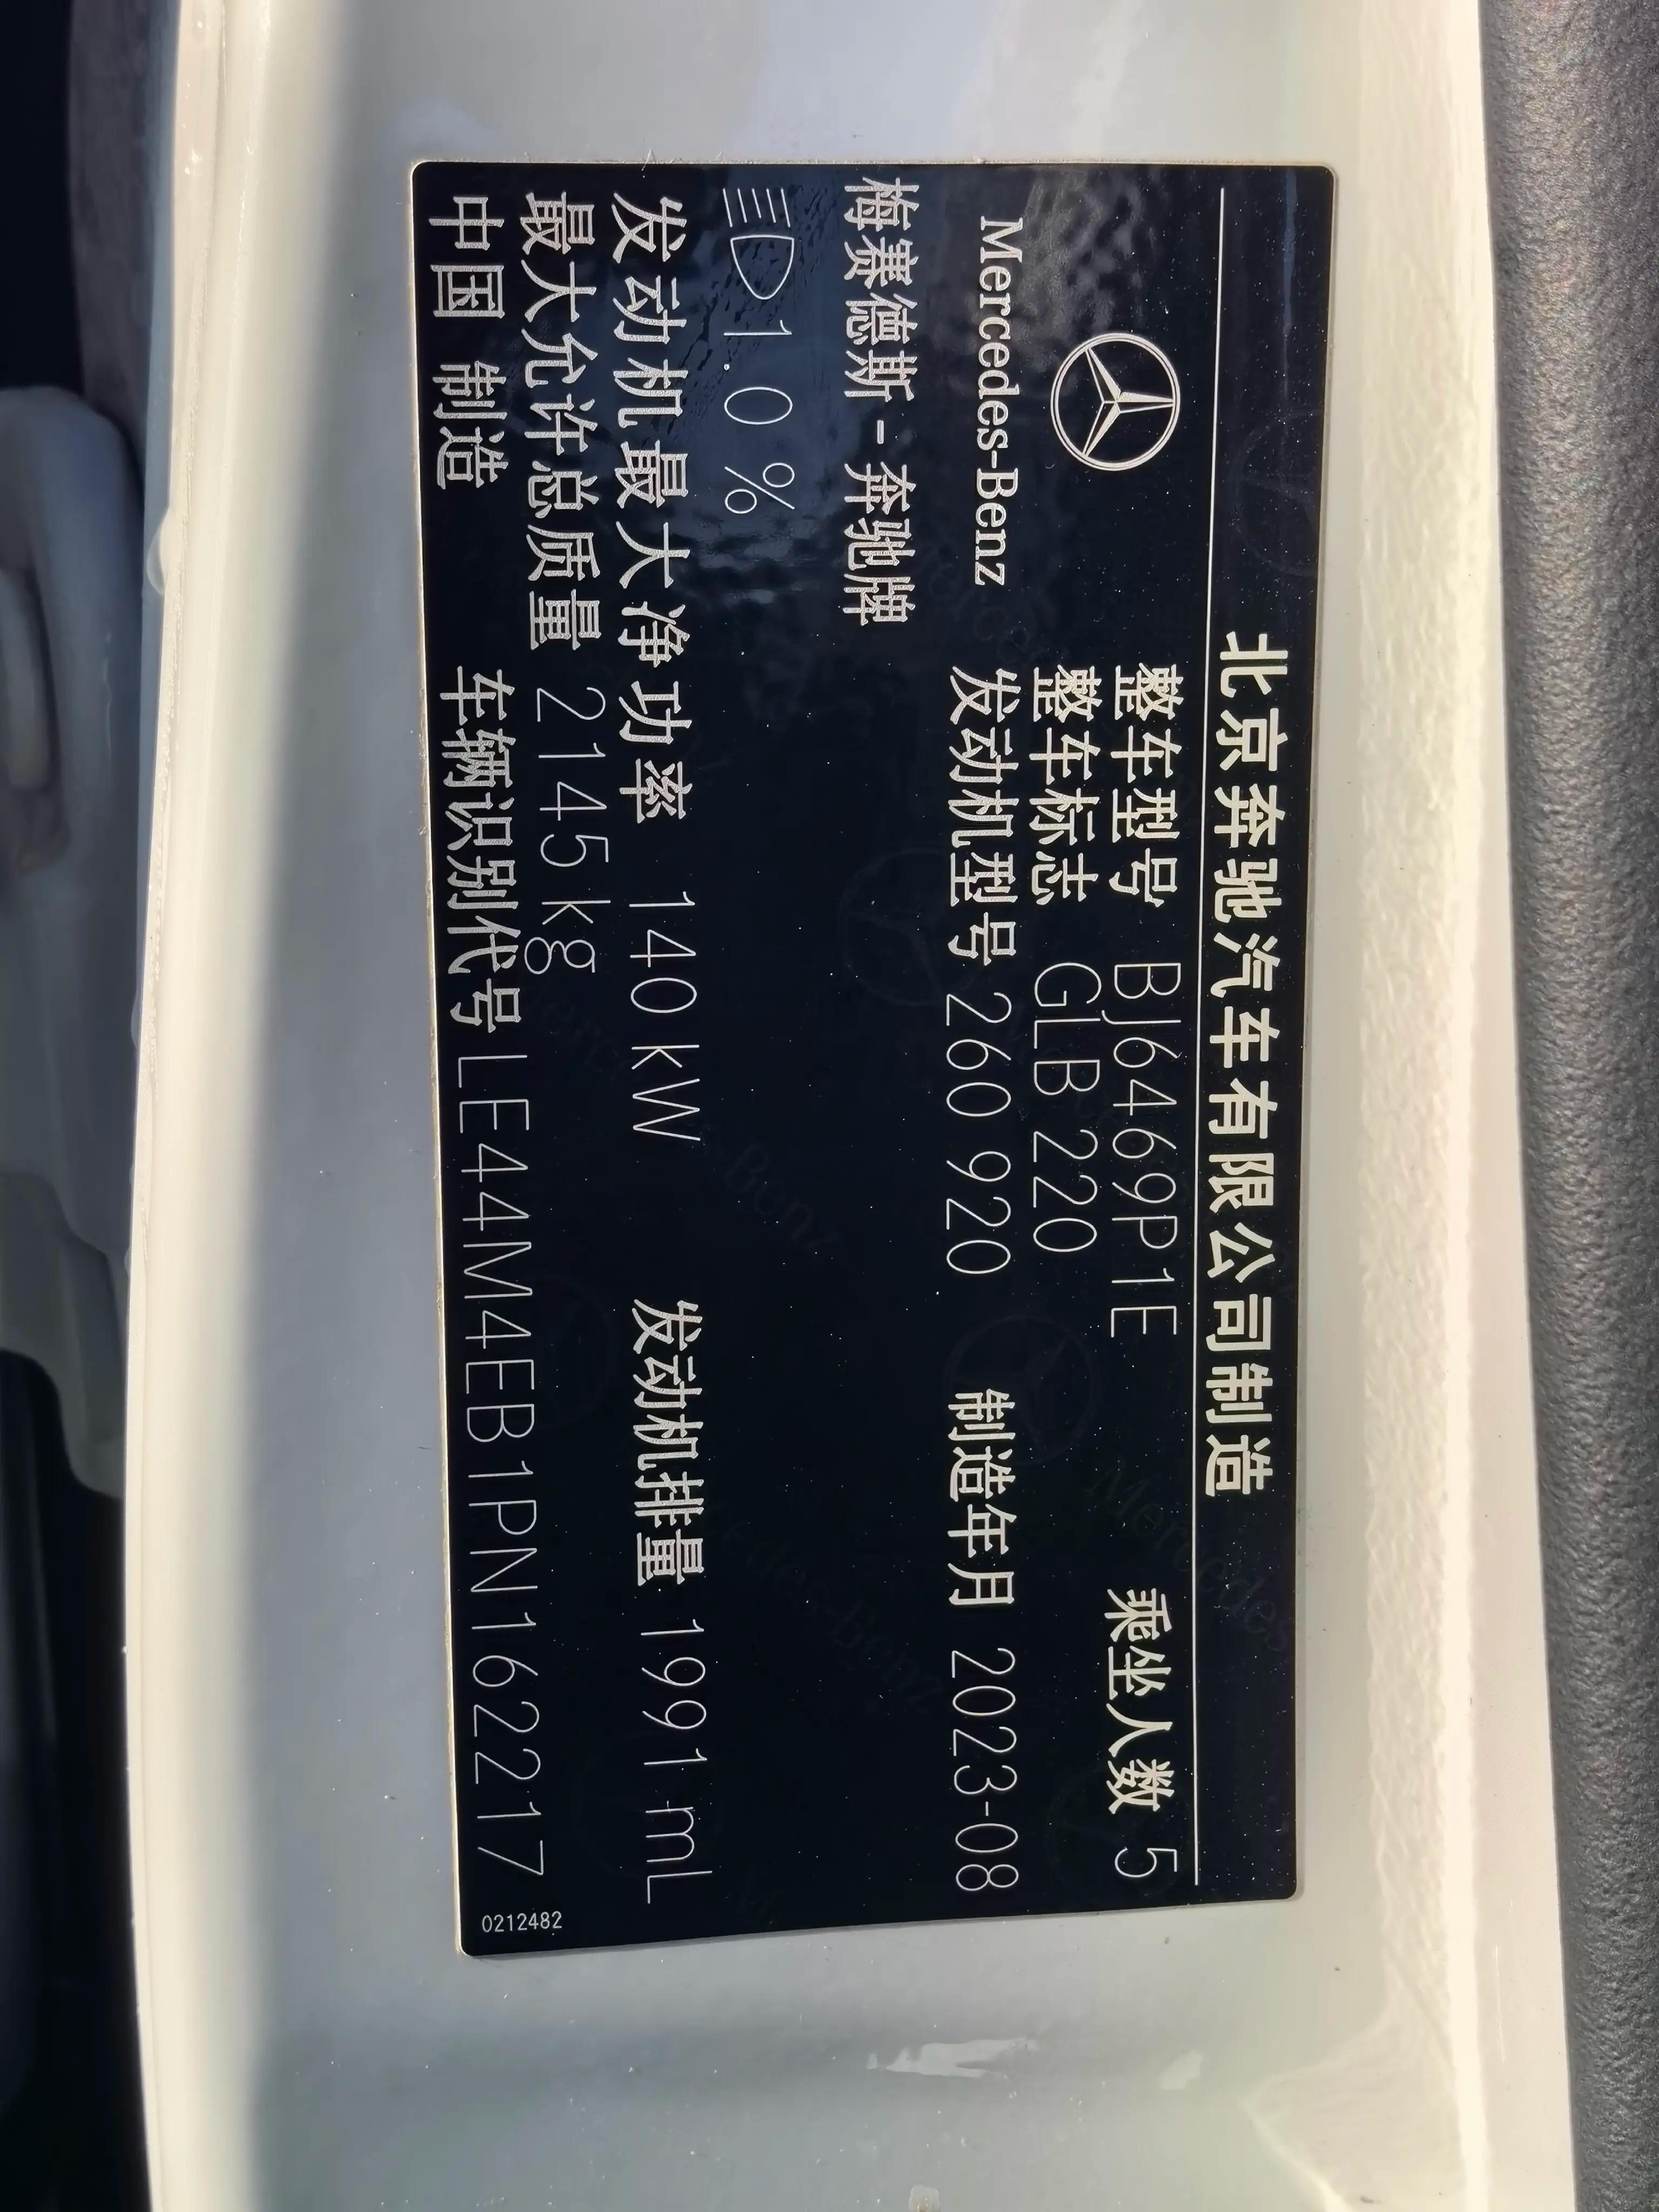 北京奔驰汽车有限公司制造
整车型号 BJ6469P1E 乘坐人数 5
整车标志 GLB 220
Mercedes-Benz 发动机型号 260 920 制造年月 2023-08
梅赛德斯-奔驰牌
1.0 %
发动机最大净功率 140 kW 发动机排量 1991 mL
最大允许总质量 2145 kg
中国 制造 车辆识别代号 LE44M4EB1PN162217
0212482